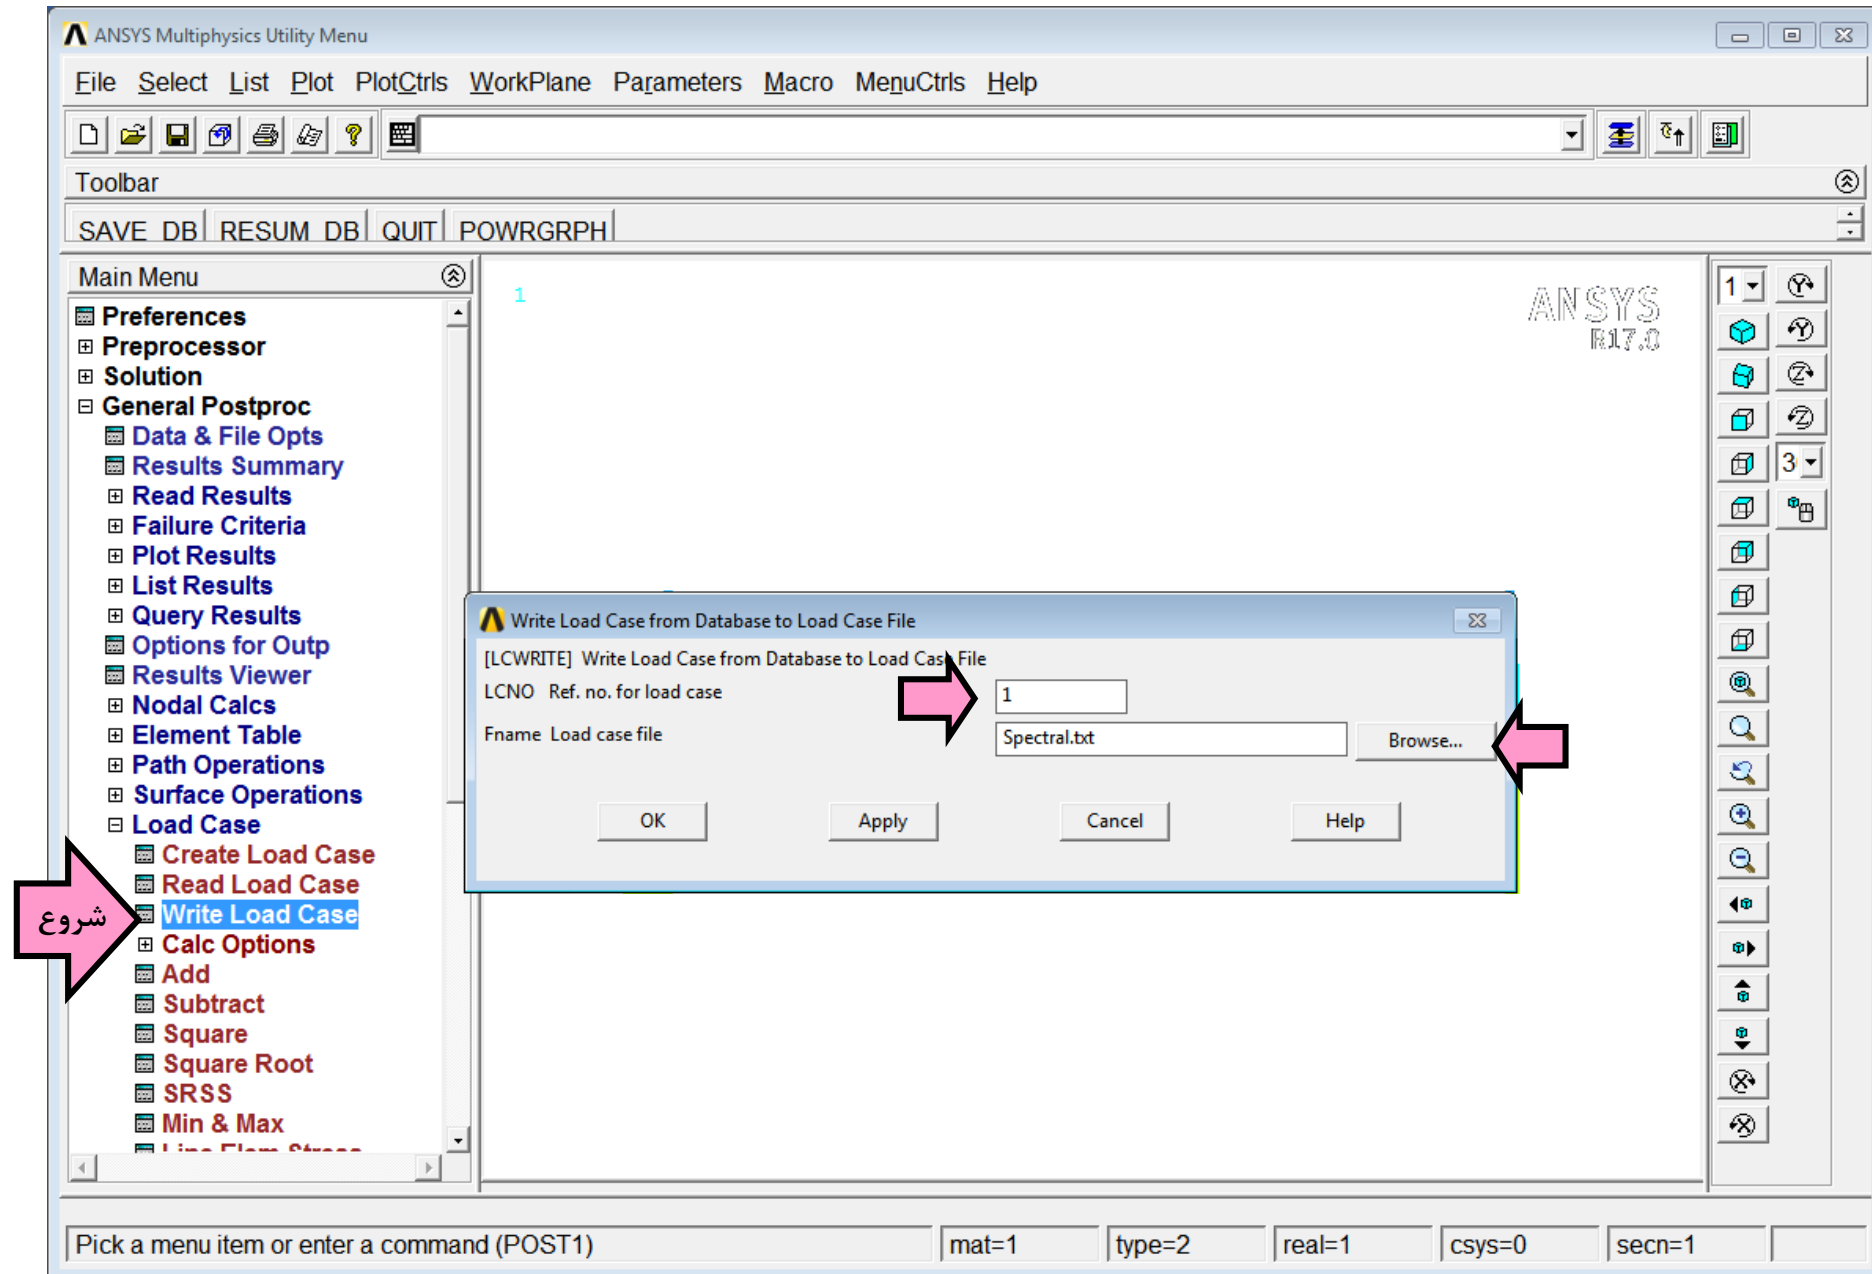 ANSYS Multiphysics Utility Menu
File Select List Plot PlotCtrls WorkPlane Parameters Macro MenuCtrls Help
Toolbar
SAVE_DB RESUM_DB QUIT POWRGRPH
Main Menu
Preferences
Preprocessor
Solution
General Postproc
Data & File Opts
Results Summary
Read Results
Failure Criteria
Plot Results
List Results
Query Results
Options for Outp
Results Viewer
Nodal Calcs
Element Table
Path Operations
Surface Operations
Load Case
Create Load Case
Read Load Case
Write Load Case
شروع
Calc Options
Add
Subtract
Square
Square Root
SRSS
Min & Max
Line Elem Stress
1
ANSYS
R17.0
Write Load Case from Database to Load Case File
[LCWRITE] Write Load Case from Database to Load Case File
LCNO Ref. no. for load case 1
Fname Load case file Spectral.txt Browse...
OK Apply Cancel Help
1
3
Pick a menu item or enter a command (POST1) mat=1 type=2 real=1 csys=0 secn=1